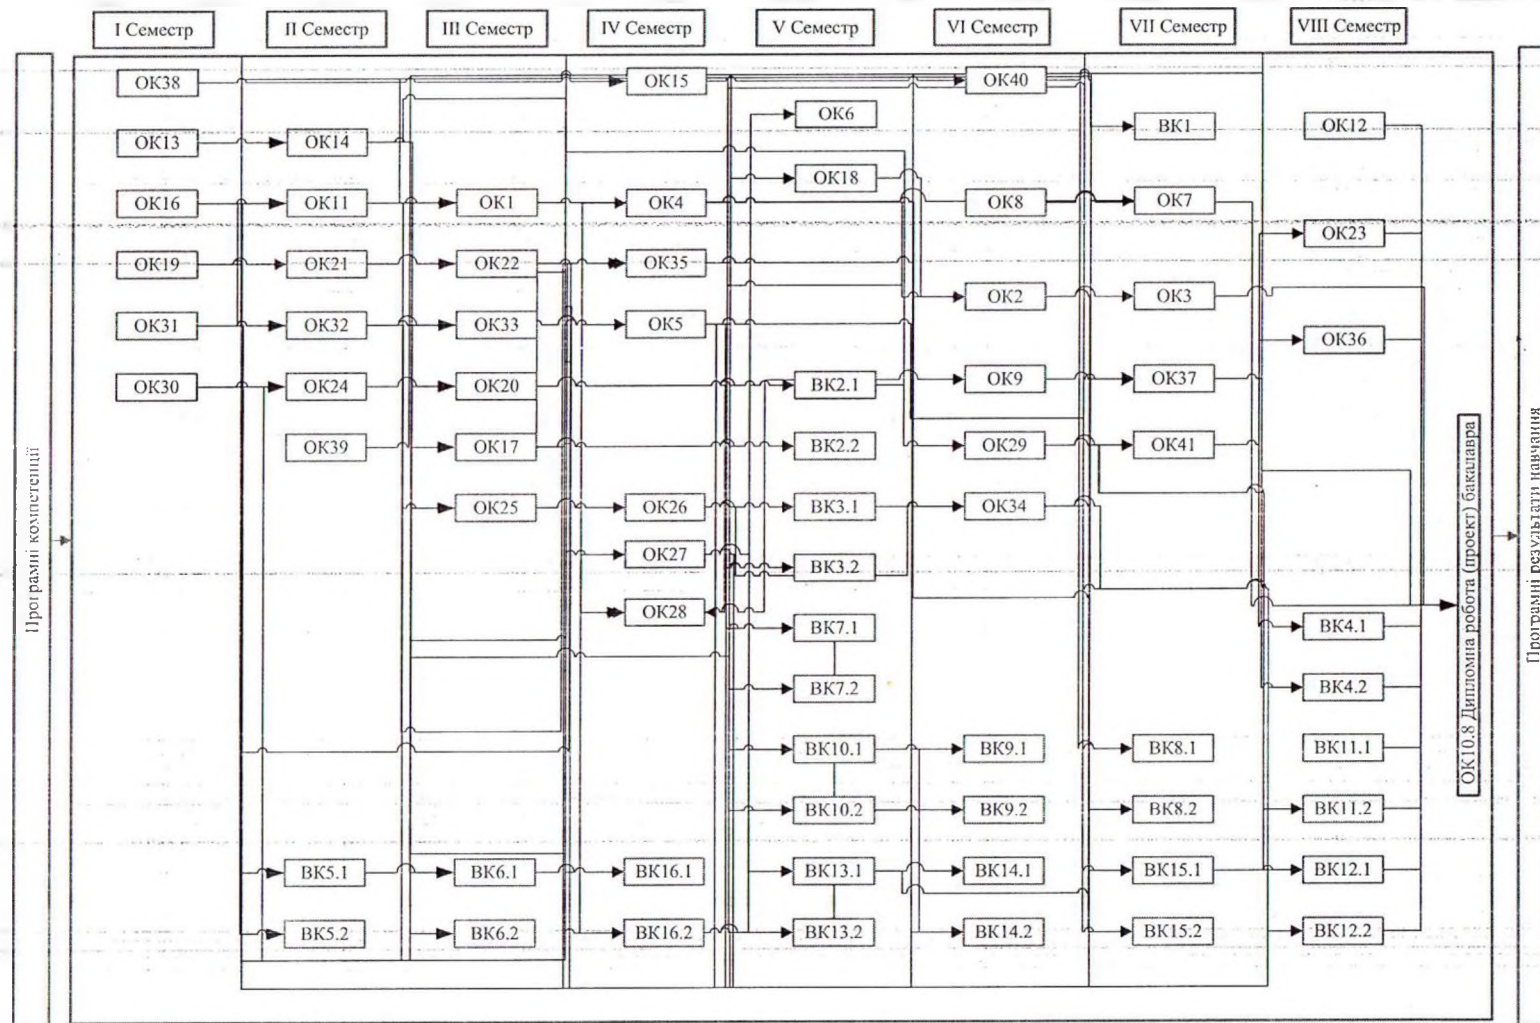 I Семестр
II Семестр
III Семестр
IV Семестр
V Семестр
VI Семестр
VII Семестр
VIII Семестр
Програмні компетенції
ОК38
ОК13
ОК16
ОК19
ОК31
ОК30
ОК14
ОК11
ОК21
ОК32
ОК24
ОК39
ВК5.1
ВК5.2
ОК1
ОК22
ОК33
ОК20
ОК17
ОК25
ВК6.1
ВК6.2
ОК15
ОК4
ОК35
ОК5
ОК26
ОК27
ОК28
ВК16.1
ВК16.2
ОК6
ОК18
ВК2.1
ВК2.2
ВК3.1
ВК3.2
ВК7.1
ВК7.2
ВК10.1
ВК10.2
ВК13.1
ВК13.2
ОК40
ОК8
ОК2
ОК9
ОК29
ОК34
ВК9.1
ВК9.2
ВК14.1
ВК14.2
ВК1
ОК7
ОК3
ОК37
ОК41
ВК8.1
ВК8.2
ВК15.1
ВК15.2
ОК12
ОК23
ОК36
ВК4.1
ВК4.2
ВК11.1
ВК11.2
ВК12.1
ВК12.2
ОК10.8 Дипломна робота (проект) бакалавра
Програмні результати навчання